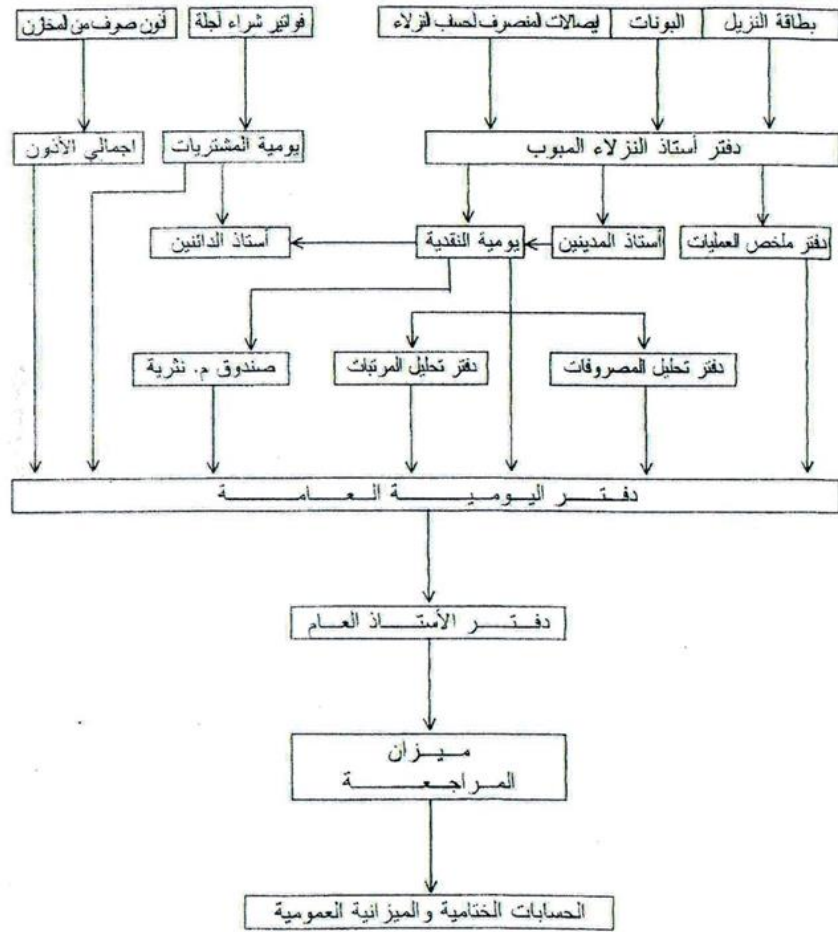 بطاقة النزيل
البونات
إيصالات المنصرف لحساب النزلاء
فواتير شراء آجلة
أذون صرف من المخزن
دفتر أستاذ النزلاء المبوب
يومية المشتريات
اجمالي الأذون
دفتر ملخص العمليات
أستاذ المدينين
يومية النقدية
أستاذ الدائنين
دفتر تحليل المصروفات
دفتر تحليل المرتبات
صندوق م. نثرية
دفتر اليومية العامة
دفتر الأستاذ العام
ميزان
المراجعة
الحسابات الختامية والميزانية العمومية